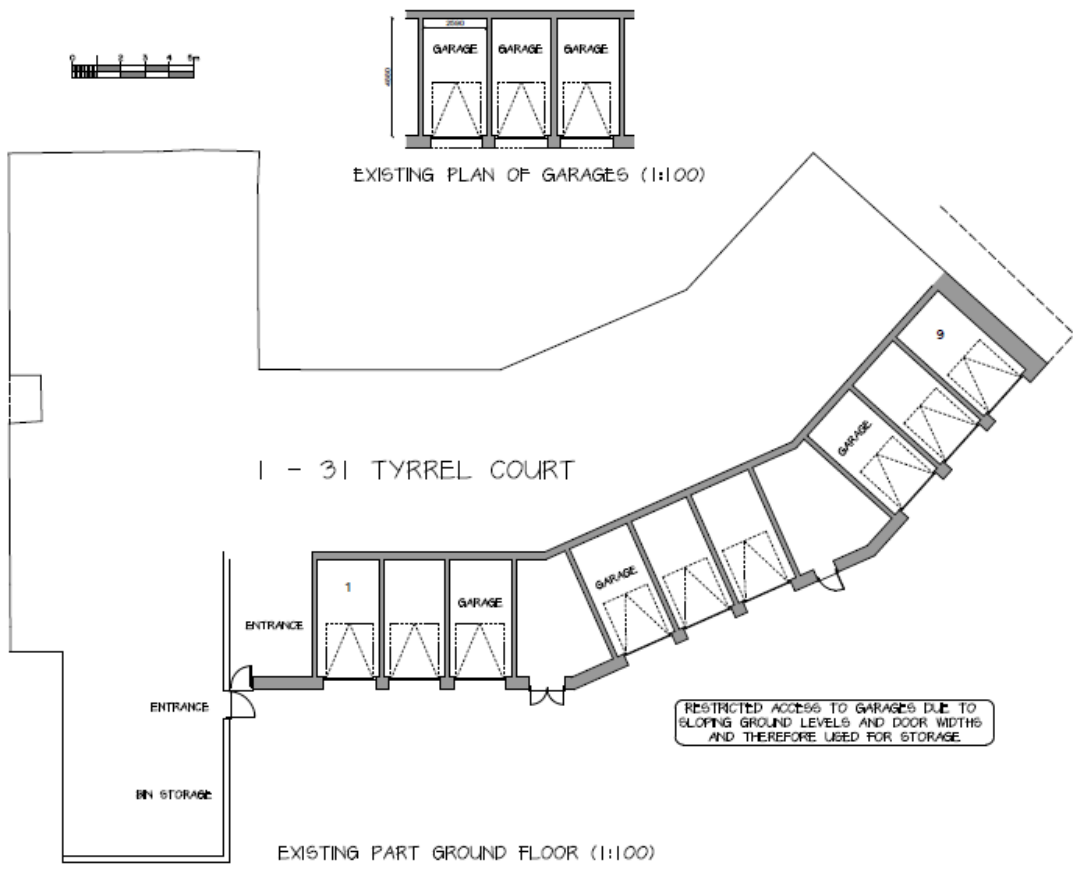 2580
GARAGE GARAGE GARAGE
0 1 2 3 4 5m
EXISTING PLAN OF GARAGES (1:100)
9
GARAGE
1 - 31 TYRREL COURT
GARAGE
1
GARAGE
ENTRANCE
ENTRANCE
RESTRICTED ACCESS TO GARAGES DUE TO
SLOPING GROUND LEVELS AND DOOR WIDTHS
AND THEREFORE USED FOR STORAGE
BIN STORAGE
EXISTING PART GROUND FLOOR (1:100)